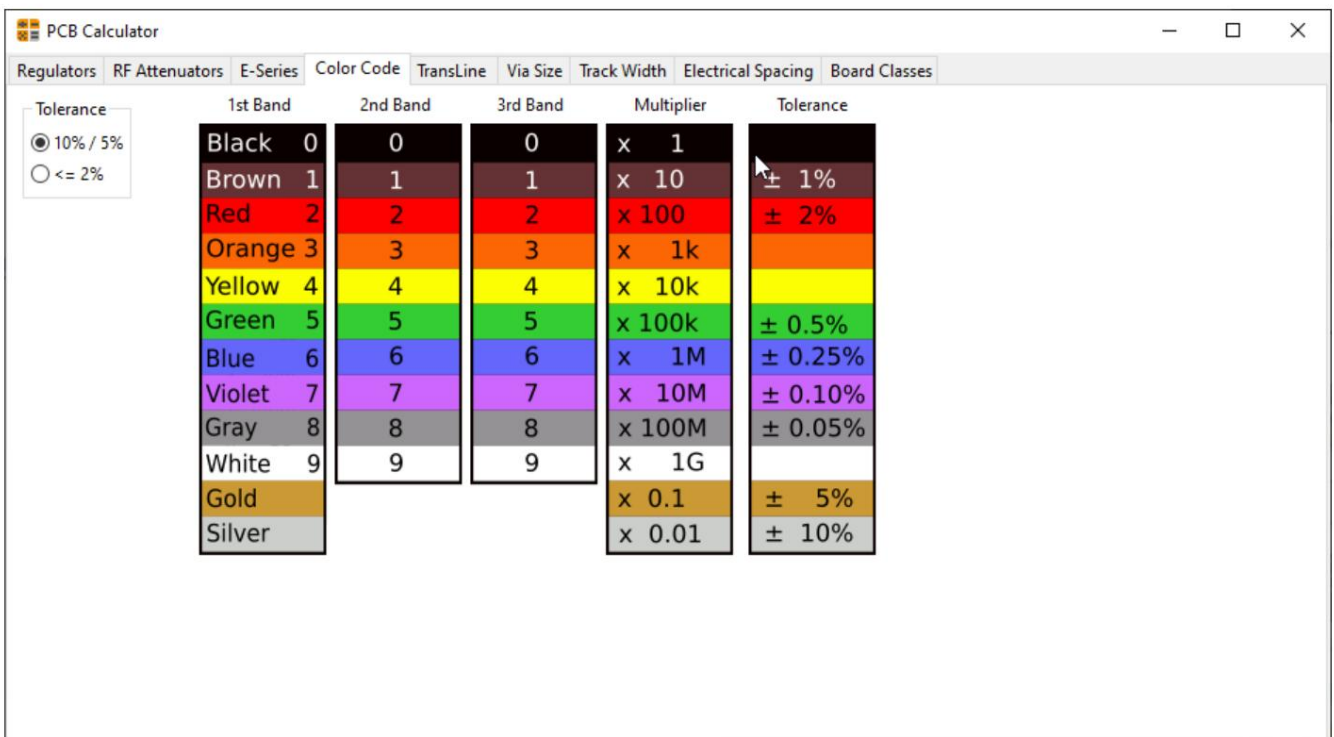 PCB Calculator
Regulators RF Attenuators E-Series Color Code TransLine Via Size Track Width Electrical Spacing Board Classes
Tolerance
10% / 5%
<= 2%
1st Band 2nd Band 3rd Band Multiplier Tolerance
Black 0 0 0 x 1
Brown 1 1 1 x 10 ± 1%
Red 2 2 2 x 100 ± 2%
Orange 3 3 3 x 1k
Yellow 4 4 4 x 10k
Green 5 5 5 x 100k ± 0.5%
Blue 6 6 6 x 1M ± 0.25%
Violet 7 7 7 x 10M ± 0.10%
Gray 8 8 8 x 100M ± 0.05%
White 9 9 9 x 1G
Gold x 0.1 ± 5%
Silver x 0.01 ± 10%